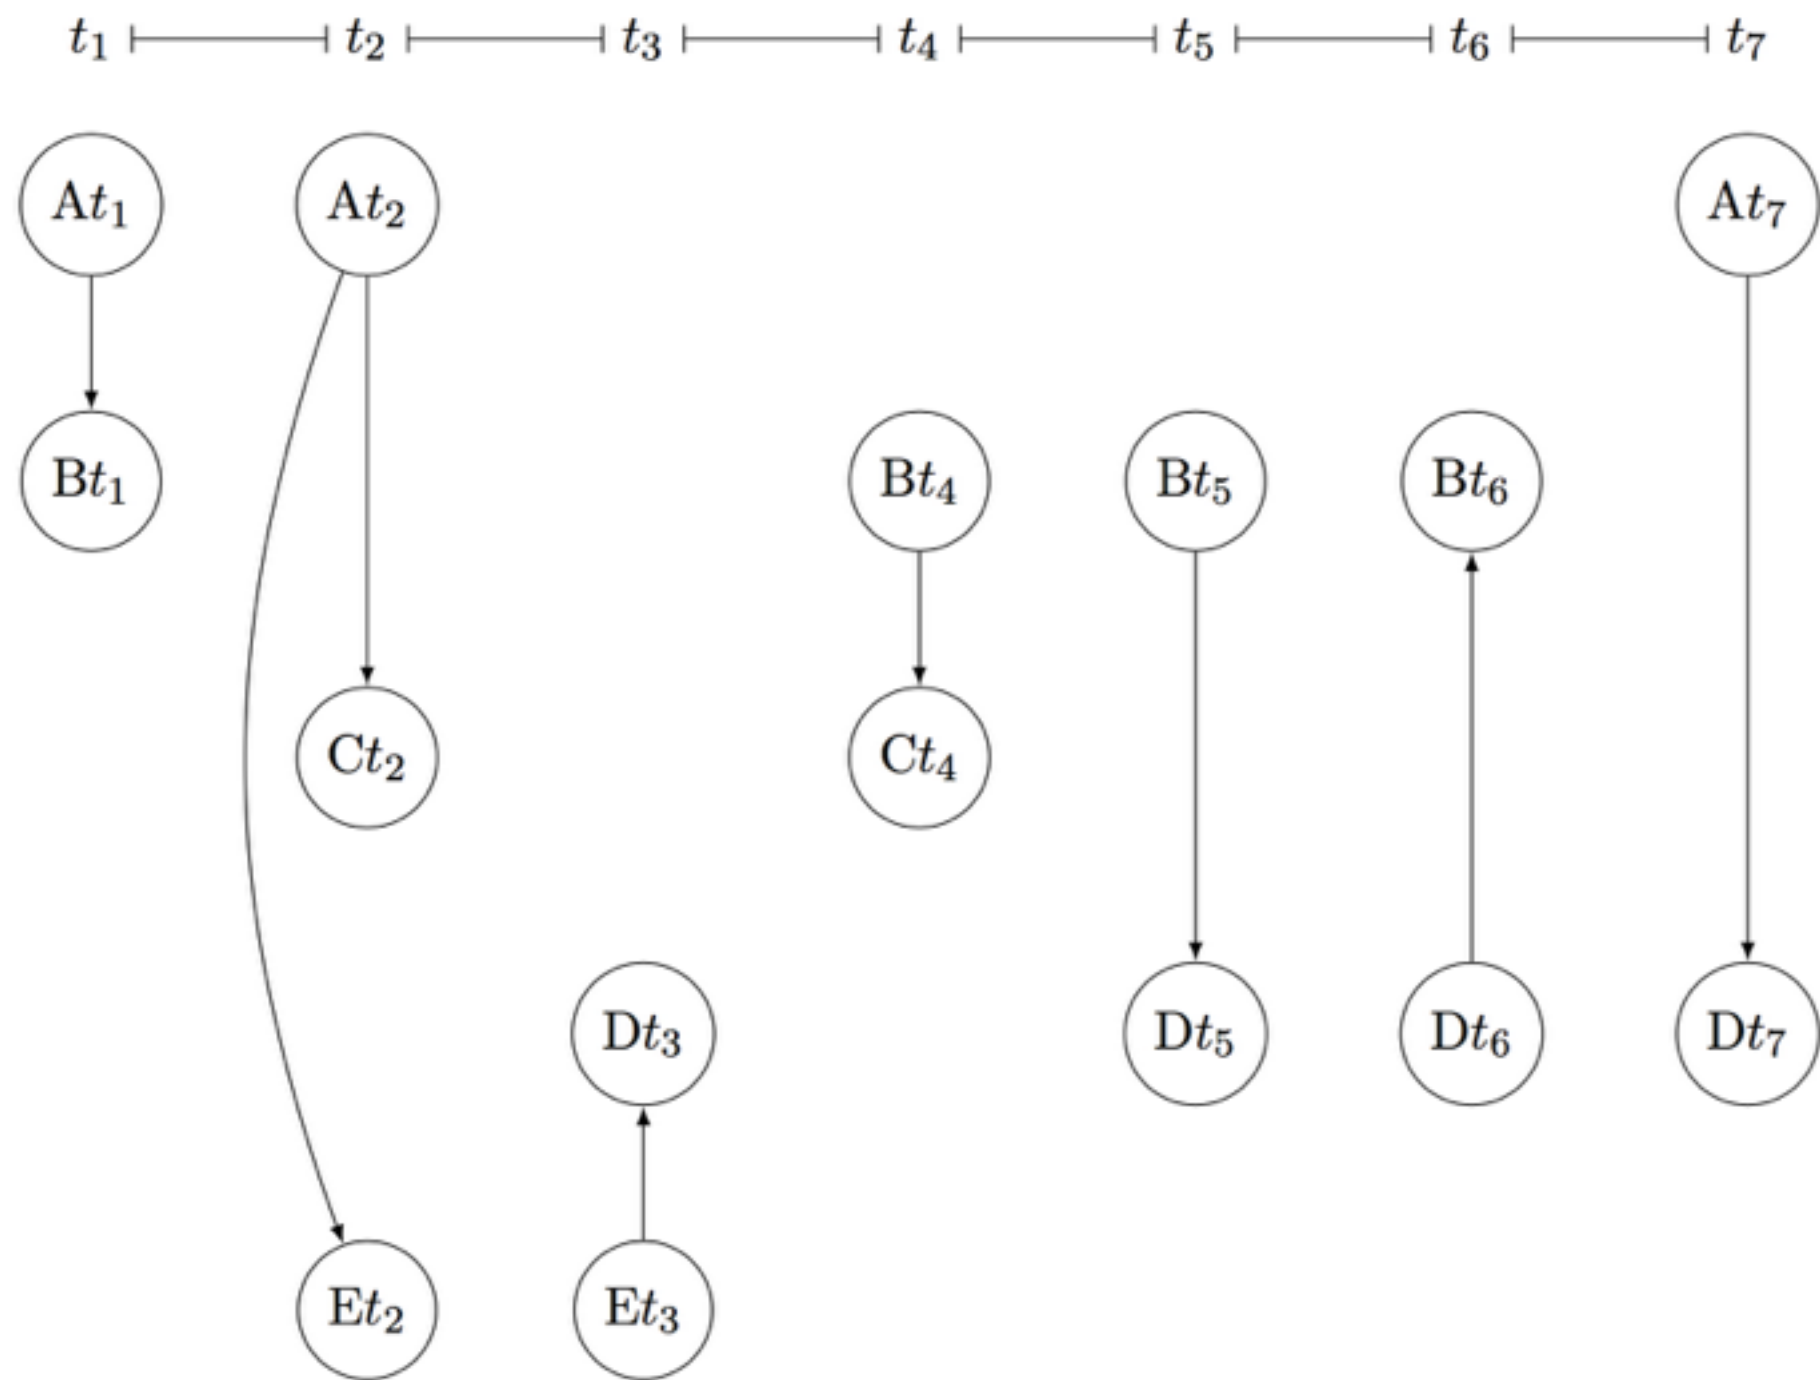 t₁ t₂ t₃ t₄ t₅ t₆ t₇
At₁ At₂ At₇
Bt₁ Bt₄ Bt₅ Bt₆
Ct₂ Ct₄
Dt₃ Dt₅ Dt₆ Dt₇
Et₂ Et₃